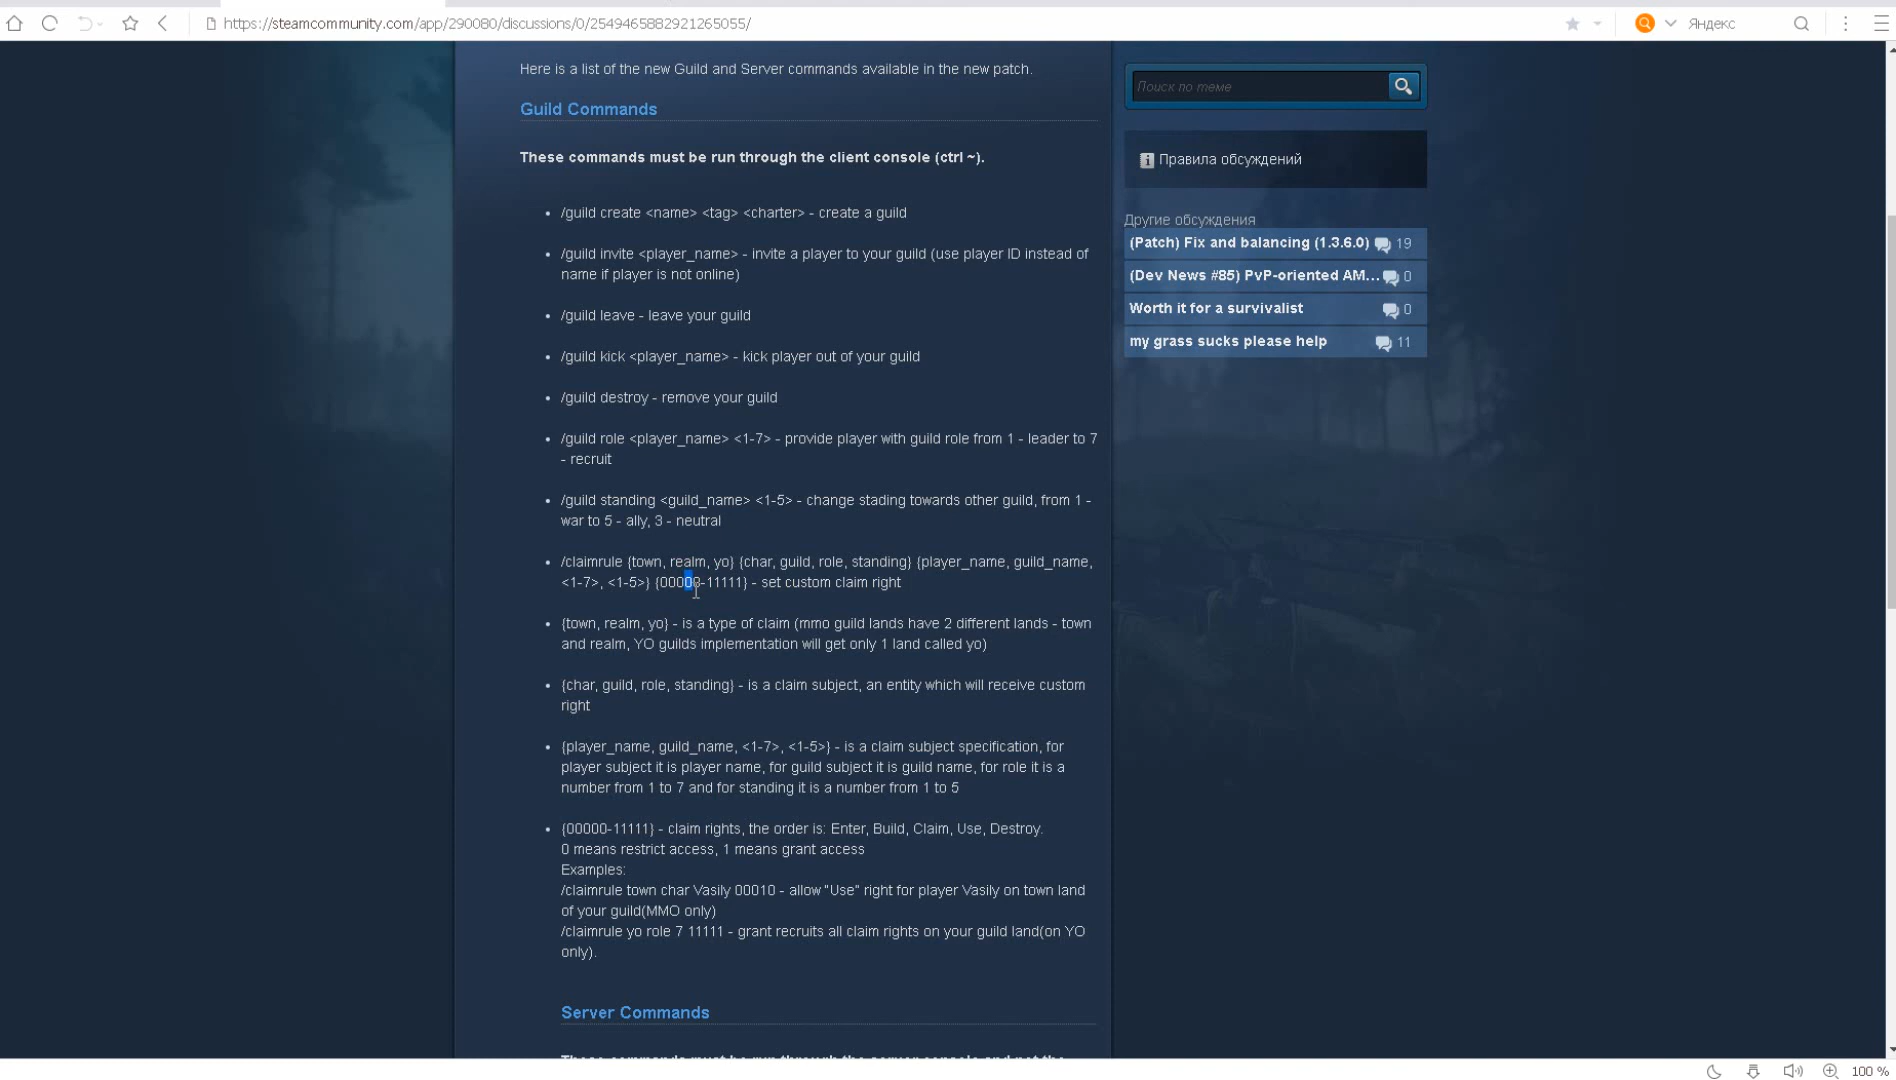 https://steamcommunity.com/app/290080/discussions/0/2549465882921265055/
Яндекс
Here is a list of the new Guild and Server commands available in the new patch.
Guild Commands
These commands must be run through the client console (ctrl ~).
• /guild create <name> <tag> <charter> - create a guild
• /guild invite <player_name> - invite a player to your guild (use player ID instead of
name if player is not online)
• /guild leave - leave your guild
• /guild kick <player_name> - kick player out of your guild
• /guild destroy - remove your guild
• /guild role <player_name> <1-7> - provide player with guild role from 1 - leader to 7
- recruit
• /guild standing <guild_name> <1-5> - change stading towards other guild, from 1 -
war to 5 - ally, 3 - neutral
• /claimrule {town, realm, yo} {char, guild, role, standing} {player_name, guild_name,
<1-7>, <1-5>} {00000-11111} - set custom claim right
• {town, realm, yo} - is a type of claim (mmo guild lands have 2 different lands - town
and realm, YO guilds implementation will get only 1 land called yo)
• {char, guild, role, standing} - is a claim subject, an entity which will receive custom
right
• {player_name, guild_name, <1-7>, <1-5>} - is a claim subject specification, for
player subject it is player name, for guild subject it is guild name, for role it is a
number from 1 to 7 and for standing it is a number from 1 to 5
• {00000-11111} - claim rights, the order is: Enter, Build, Claim, Use, Destroy.
0 means restrict access, 1 means grant access
Examples:
/claimrule town char Vasily 00010 - allow "Use" right for player Vasily on town land
of your guild(MMO only)
/claimrule yo role 7 11111 - grant recruits all claim rights on your guild land(on YO
only).
Server Commands
Поиск по теме
Правила обсуждений
Другие обсуждения
(Patch) Fix and balancing (1.3.6.0) 19
(Dev News #85) PvP-oriented AM... 0
Worth it for a survivalist 0
my grass sucks please help 11
100 %